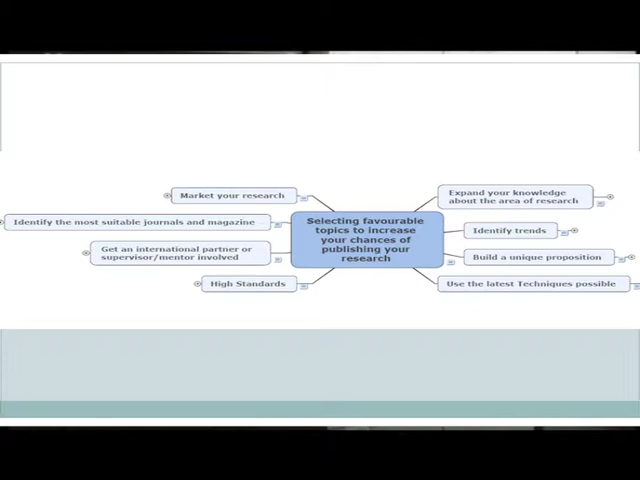 Market your research
Identify the most suitable journals and magazine
Get an international partner or
supervisor/mentor involved
High Standards
Selecting favourable
topics to increase
your chances of
publishing your
research
Expand your knowledge
about the area of research
Identify trends
Build a unique proposition
Use the latest Techniques possible